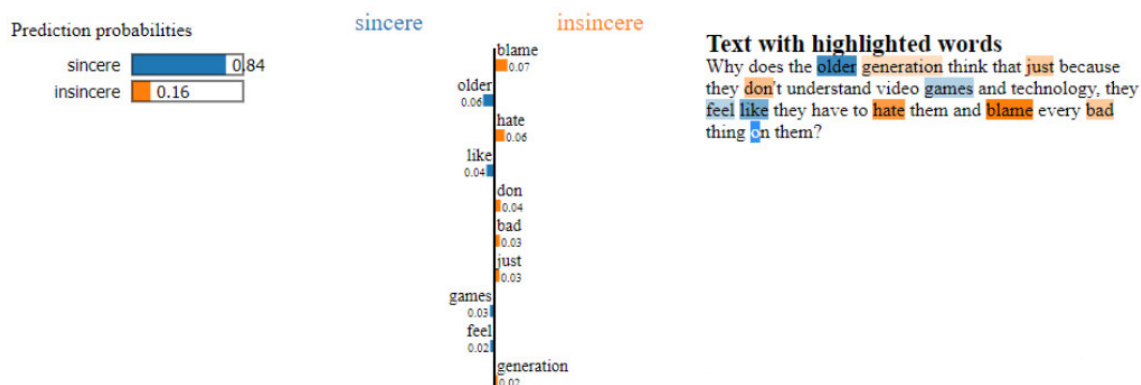 Prediction probabilities
sincere 0.84
insincere 0.16
sincere insincere
blame
0.07
older
0.06
hate
0.06
like
0.04
don
0.04
bad
0.03
just
0.03
games
0.03
feel
0.02
generation
0.02
Text with highlighted words
Why does the older generation think that just because
they don't understand video games and technology, they
feel like they have to hate them and blame every bad
thing on them?